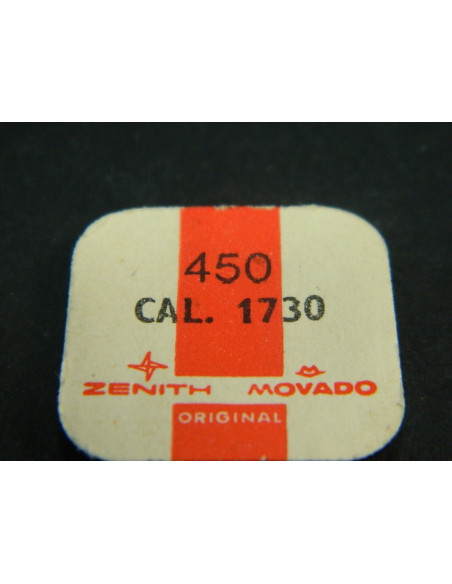 450
CAL. 1730
ZENITH MOVADO
ORIGINAL